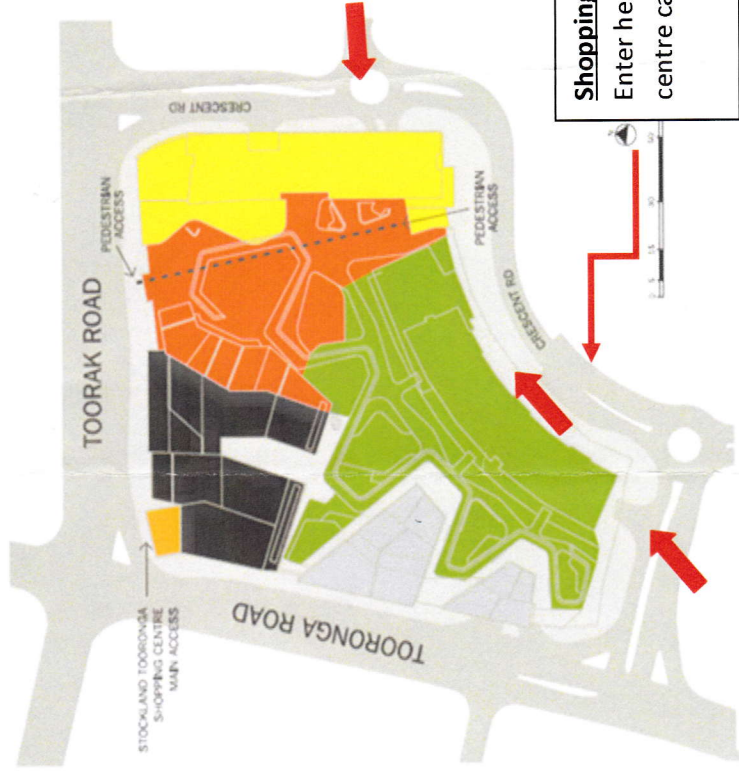 TOORAK ROAD
PEDESTRIAN
ACCESS
CRESCENT RD
STOCKLAND TOORONGA
SHOPPING CENTRE
MAIN ACCESS
TOORONGA ROAD
PEDESTRIAN
ACCESS
CRESCENT RD
Shopping
Enter he
centre ca